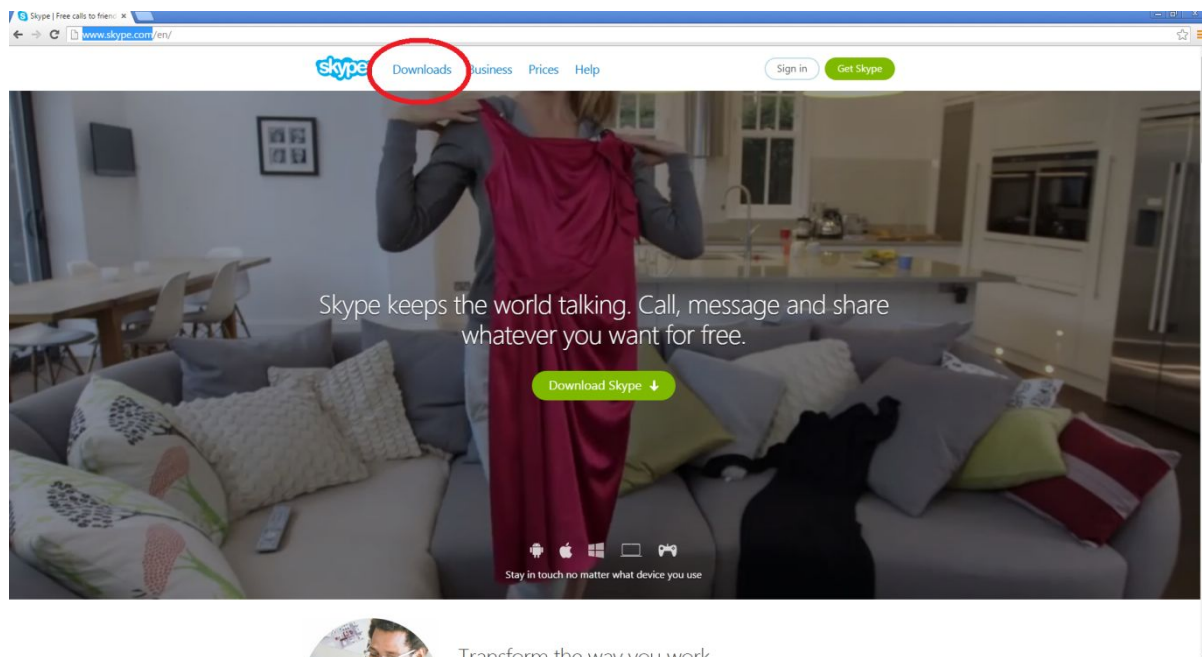 Skype | Free calls to frien
www.skype.com/en/
skype
Downloads
Business
Prices
Help
Sign in
Get Skype
Skype keeps the world talking. Call, message and share
whatever you want for free.
Download Skype
Stay in touch no matter what device you use
Transform the way you work